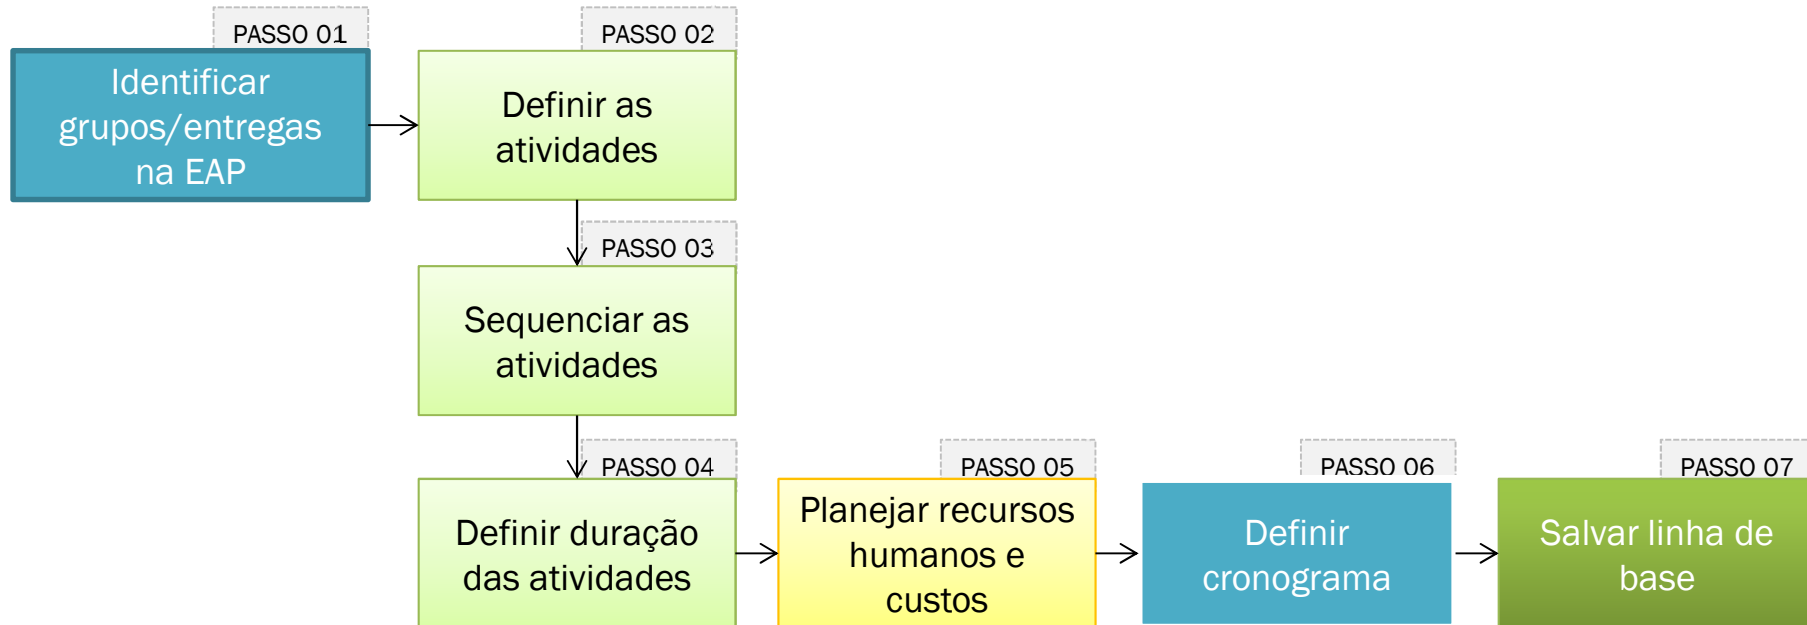 PASSO 01
Identificar
grupos/entregas
na EAP
PASSO 02
Definir as
atividades
PASSO 03
Sequenciar as
atividades
PASSO 04
Definir duração
das atividades
PASSO 05
Planejar recursos
humanos e
custos
PASSO 06
Definir
cronograma
PASSO 07
Salvar linha de
base